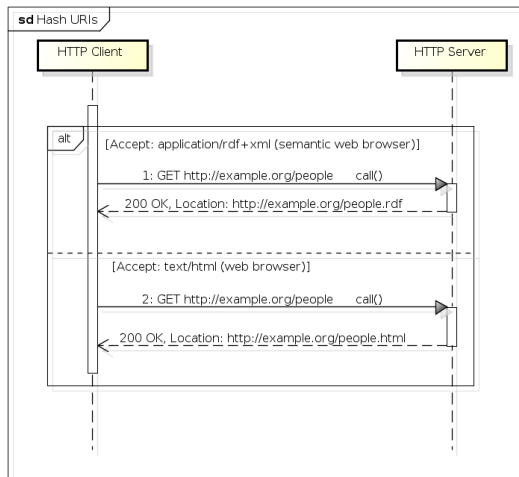 sd Hash URIs
HTTP Client
HTTP Server
alt
[Accept: application/rdf+xml (semantic web browser)]
1: GET http://example.org/people call()
200 OK, Location: http://example.org/people.rdf
[Accept: text/html (web browser)]
2: GET http://example.org/people call()
200 OK, Location: http://example.org/people.html